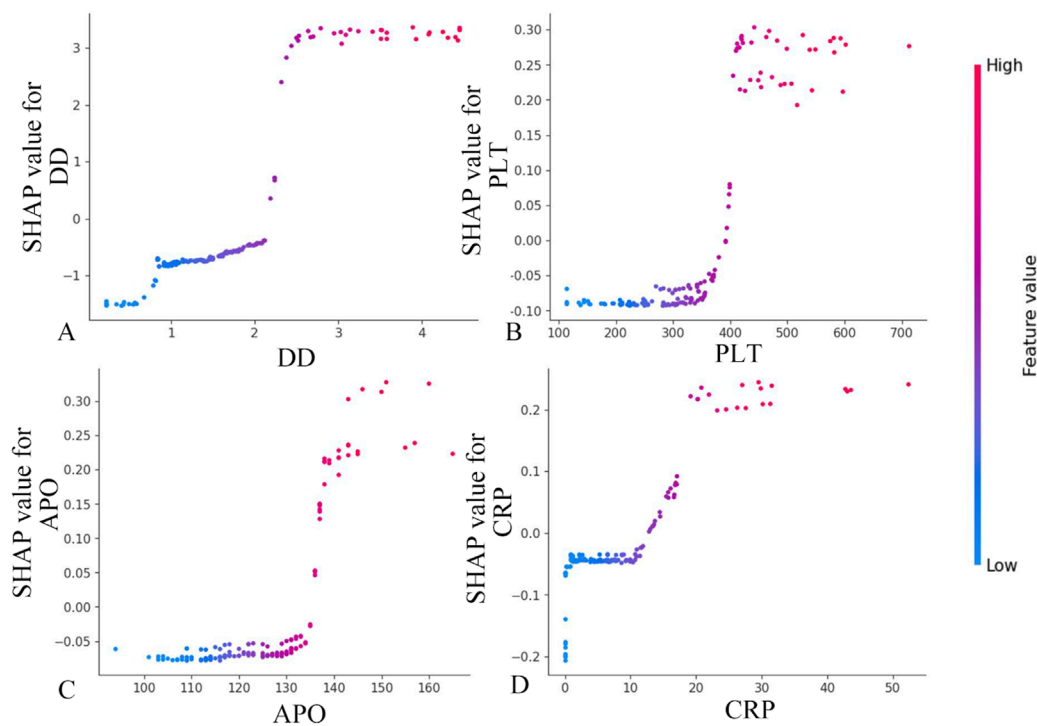 3
2
1
0
−1
1
2
3
4
SHAP value for
DD
A
DD
0.30
0.25
0.20
0.15
0.10
0.05
0.00
−0.05
−0.10
100
200
300
400
500
600
700
SHAP value for
PLT
B
PLT
0.30
0.25
0.20
0.15
0.10
0.05
0.00
−0.05
100
110
120
130
140
150
160
SHAP value for
APO
C
APO
0.2
0.1
0.0
−0.1
−0.2
0
10
20
30
40
50
SHAP value for
CRP
D
CRP
High
Feature value
Low